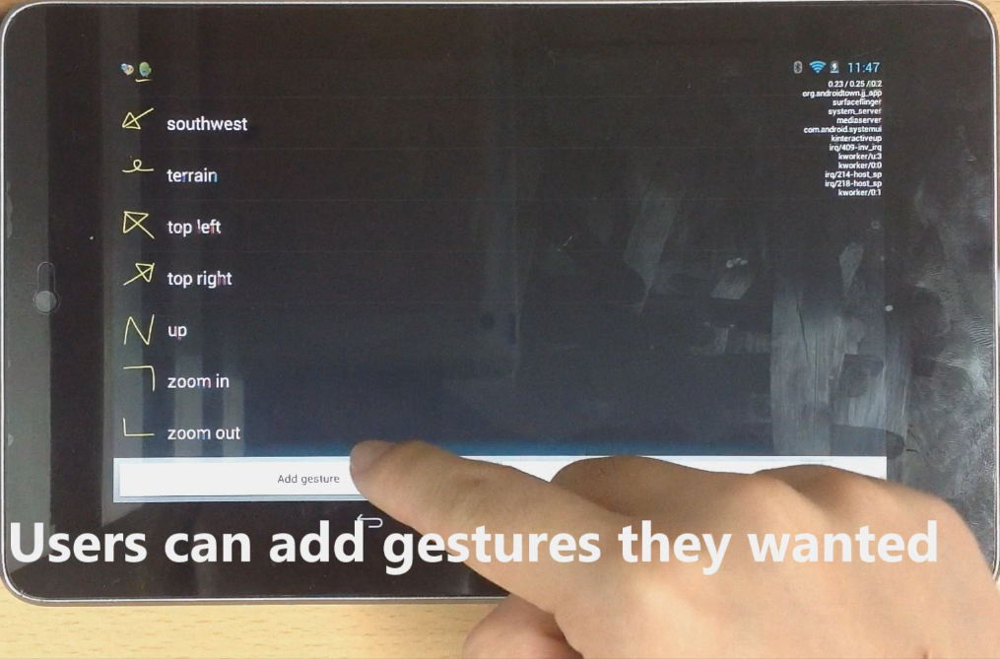 11:47
0.23 / 0.25 / 0.2
org.androidtown.jj_app
surfaceflinger
system_server
mediaserver
com.android.systemui
kinteractiveup
irq/409-inv_irq
kworker/u:3
kworker/0:0
irq/214-host_sp
irq/218-host_sp
kworker/0:1
southwest
terrain
top left
top right
up
zoom in
zoom out
Add gesture
Users can add gestures they wanted